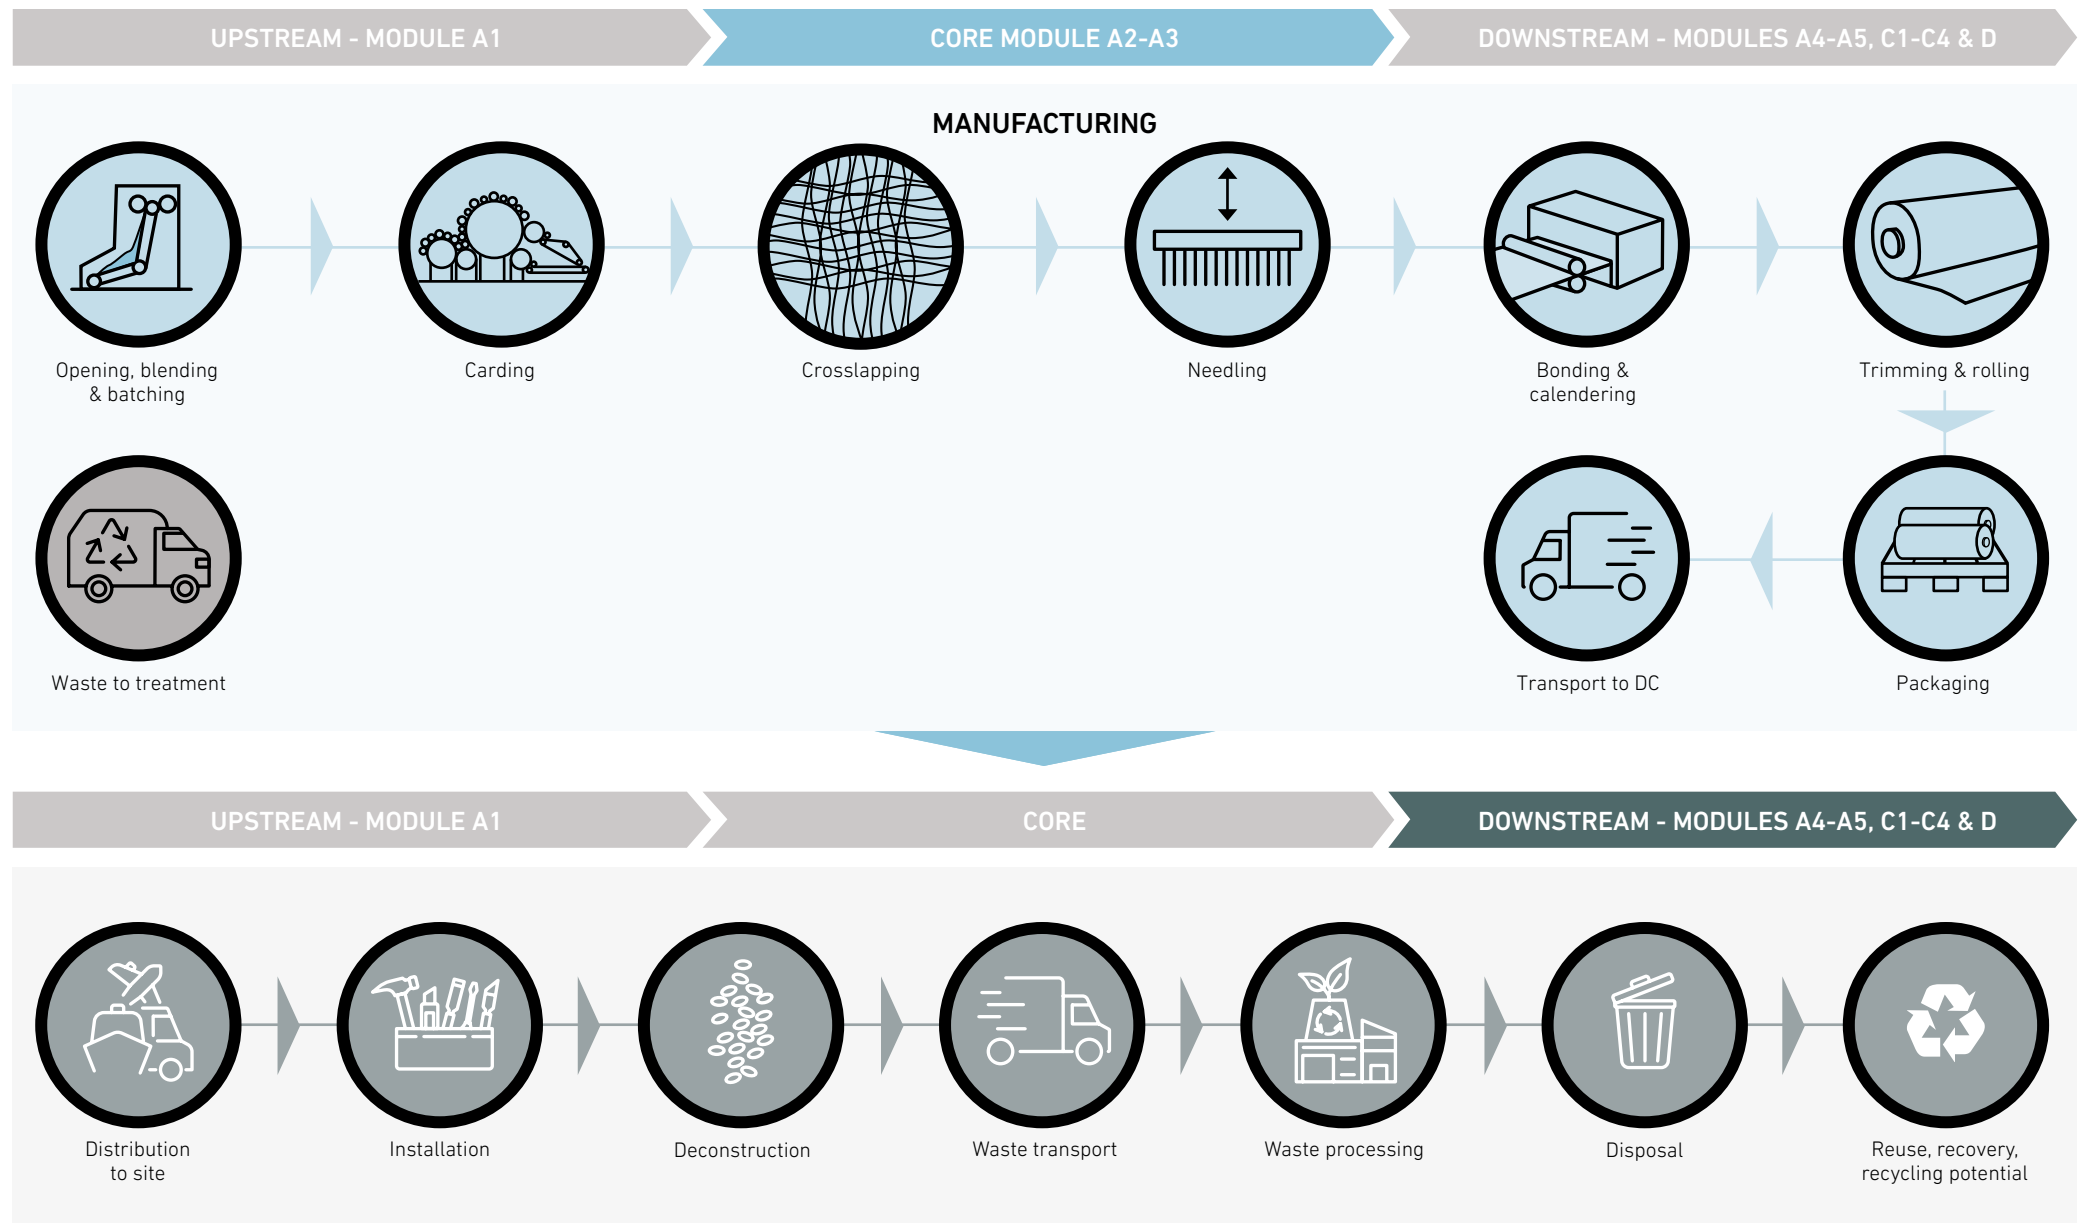 UPSTREAM - MODULE A1
CORE MODULE A2-A3
DOWNSTREAM - MODULES A4-A5, C1-C4 & D
MANUFACTURING
Opening, blending
& batching
Carding
Crosslapping
Needling
Bonding &
calendering
Trimming & rolling
Waste to treatment
Transport to DC
Packaging
UPSTREAM - MODULE A1
CORE
DOWNSTREAM - MODULES A4-A5, C1-C4 & D
Distribution
to site
Installation
Deconstruction
Waste transport
Waste processing
Disposal
Reuse, recovery,
recycling potential